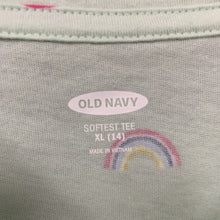 OLD NAVY
SOFTEST TEE
XL (14)
MADE IN VIETNAM